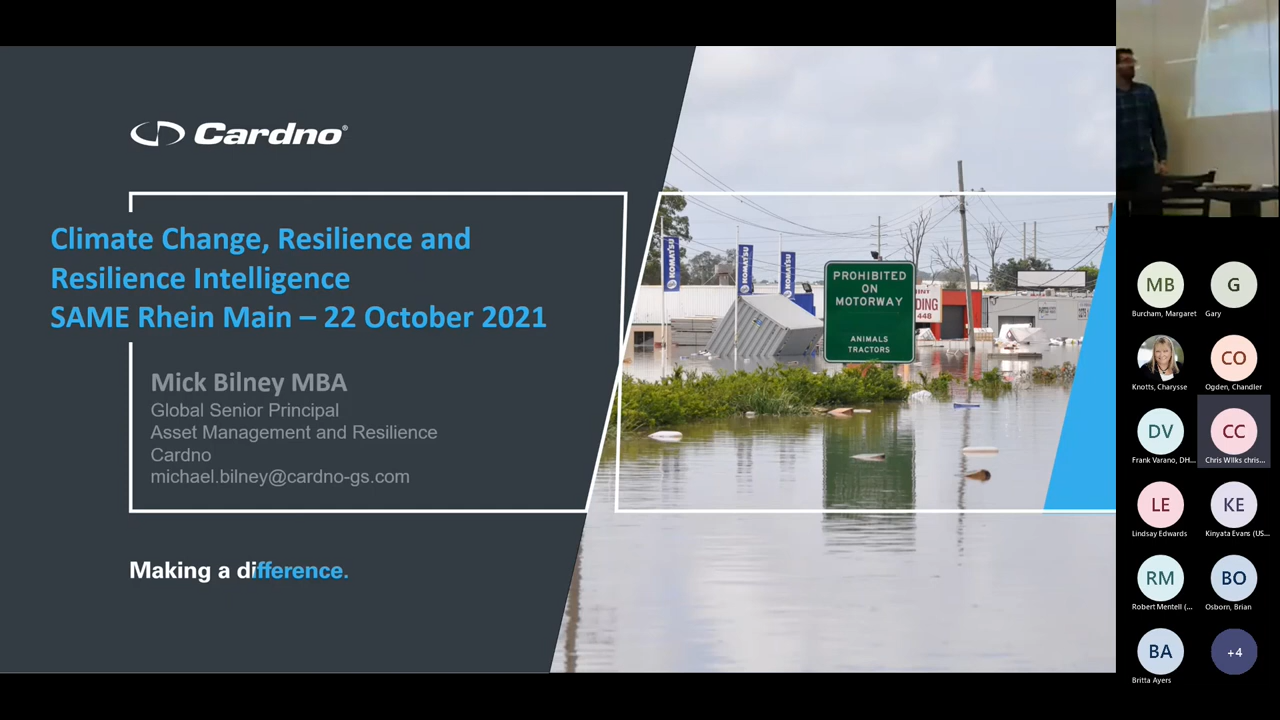 Cardno®
Climate Change, Resilience and
Resilience Intelligence
SAME Rhein Main – 22 October 2021
Mick Bilney MBA
Global Senior Principal
Asset Management and Resilience
Cardno
michael.bilney@cardno-gs.com
Making a difference.
KOMATSU
KOMATSU
KOMATSU
PROHIBITED
ON
MOTORWAY
ANIMALS
TRACTORS
DING
448
MB
Burcham, Margaret
G
Gary
Knotts, Charysse
CO
Ogden, Chandler
DV
Frank Varano, DH...
CC
Chris Wilks chris...
LE
Lindsay Edwards
KE
Kinyata Evans (US...
RM
Robert Mentell (...
BO
Osborn, Brian
BA
Britta Ayers
+4